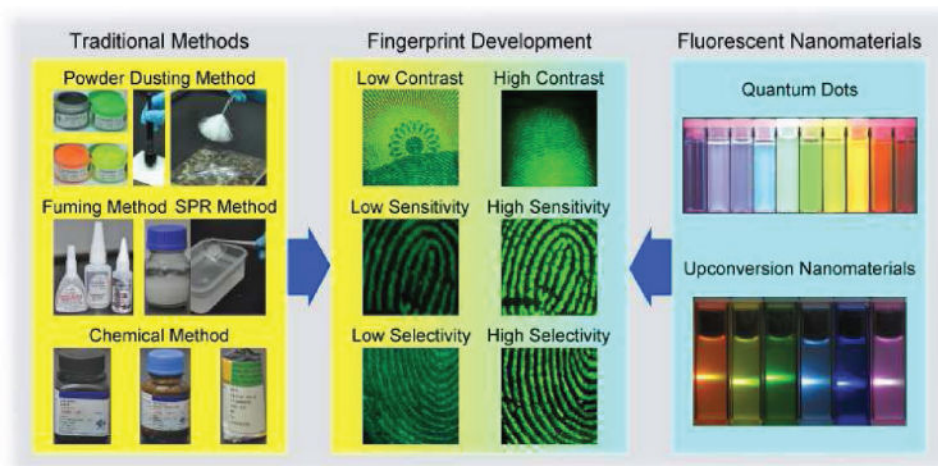 Traditional Methods
Powder Dusting Method
Fuming Method SPR Method
Chemical Method
Fingerprint Development
Low Contrast High Contrast
Low Sensitivity High Sensitivity
Low Selectivity High Selectivity
Fluorescent Nanomaterials
Quantum Dots
Upconversion Nanomaterials